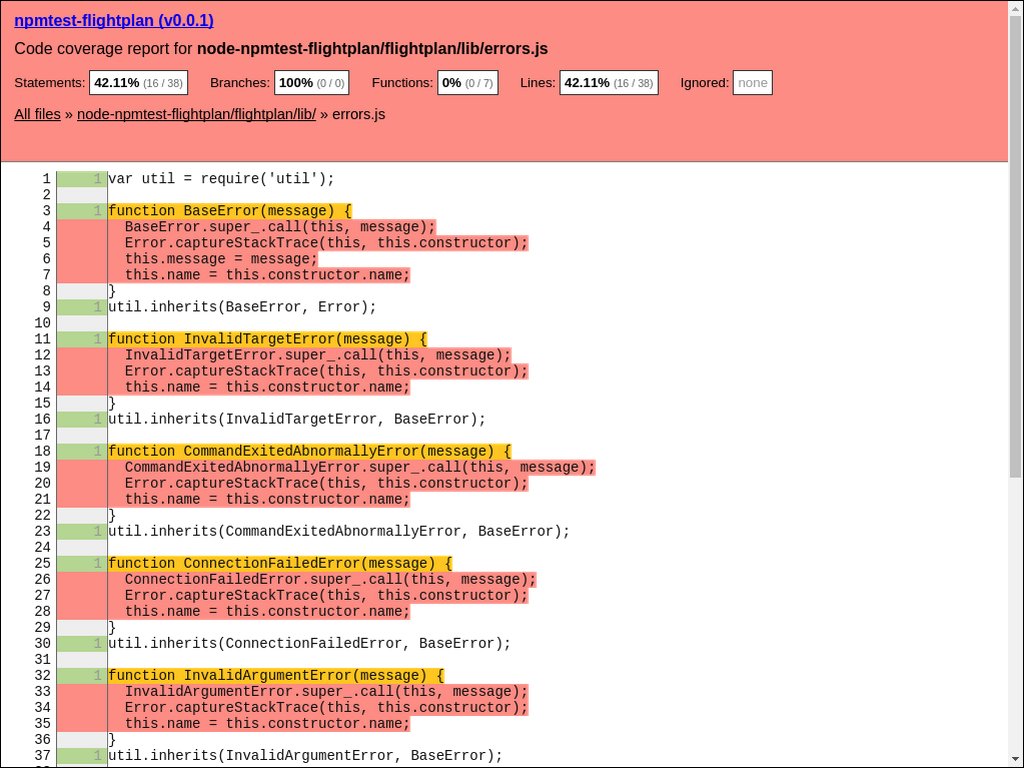 npmtest-flightplan (v0.0.1)
Code coverage report for node-npmtest-flightplan/flightplan/lib/errors.js
Statements: 42.11% (16 / 38) Branches: 100% (0 / 0) Functions: 0% (0 / 7) Lines: 42.11% (16 / 38) Ignored: none
All files » node-npmtest-flightplan/flightplan/lib/ » errors.js
1 1 var util = require('util');
2
3 1 function BaseError(message) {
4 BaseError.super_.call(this, message);
5 Error.captureStackTrace(this, this.constructor);
6 this.message = message;
7 this.name = this.constructor.name;
8 }
9 1 util.inherits(BaseError, Error);
10
11 1 function InvalidTargetError(message) {
12 InvalidTargetError.super_.call(this, message);
13 Error.captureStackTrace(this, this.constructor);
14 this.name = this.constructor.name;
15 }
16 1 util.inherits(InvalidTargetError, BaseError);
17
18 1 function CommandExitedAbnormallyError(message) {
19 CommandExitedAbnormallyError.super_.call(this, message);
20 Error.captureStackTrace(this, this.constructor);
21 this.name = this.constructor.name;
22 }
23 1 util.inherits(CommandExitedAbnormallyError, BaseError);
24
25 1 function ConnectionFailedError(message) {
26 ConnectionFailedError.super_.call(this, message);
27 Error.captureStackTrace(this, this.constructor);
28 this.name = this.constructor.name;
29 }
30 1 util.inherits(ConnectionFailedError, BaseError);
31
32 1 function InvalidArgumentError(message) {
33 InvalidArgumentError.super_.call(this, message);
34 Error.captureStackTrace(this, this.constructor);
35 this.name = this.constructor.name;
36 }
37 1 util.inherits(InvalidArgumentError, BaseError);